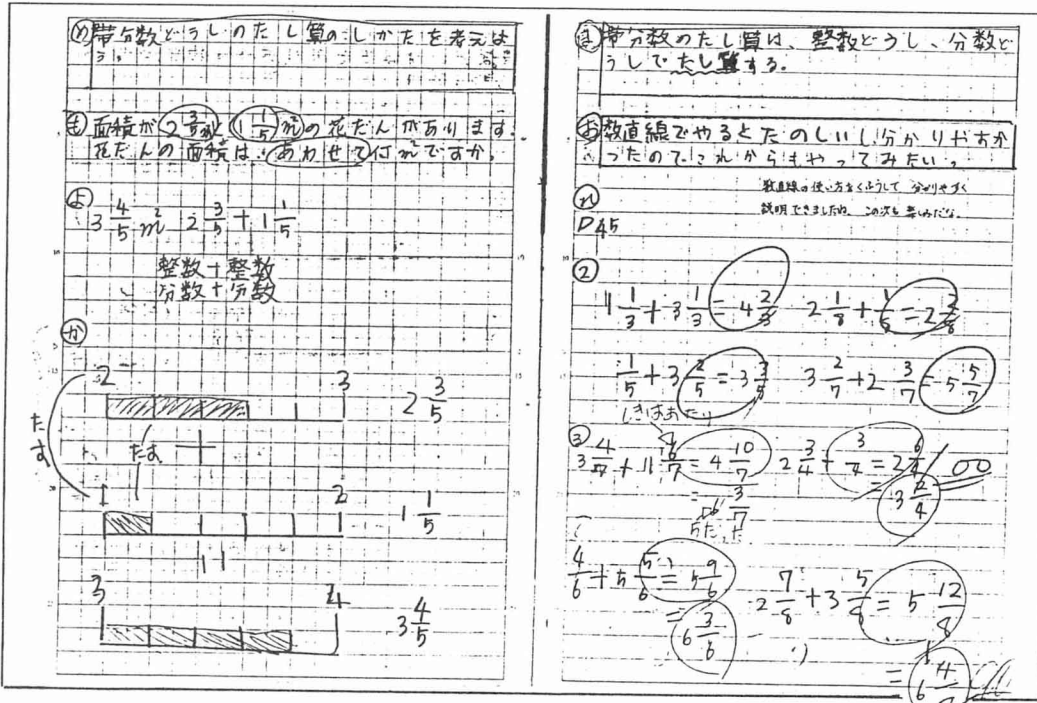 め 帯分数どうしのたし算のしかたを考えよ
う。
も 面積が 2 3/5 m² と 1 1/5 m² の花だんがあります。
花だんの面積は、あわせて何m²ですか。
よ
3 4/5 m² 2 3/5 + 1 1/5
整数+整数
分数+分数
か
2 3 2 3/5
たす
たす
+
1 2 1 1/5
3 4 3 4/5
ま 帯分数のたし算は、整数どうし、分数ど
うしでたし算する。
お 数直線でやるとたのしいし分かりやすか
ったのでこれからもやってみたい。
数直線の使い方をくふうして 分かりやすく
説明できましたね。この次も楽しみだな。
れ
P45
②
1 1/3 + 3 1/3 = 4 2/3 2 1/8 + 1/8 = 2 2/8
1/5 + 3 2/5 = 3 3/5 3 2/7 + 2 3/7 = 5 5/7
③
3 4/7 + 1 6/7 = 4 10/7 2 3/4 + 3/4 = 2 6/4
= 3/7 = 3 2/4
100
4/6 + 5 5/6 = 5 9/6 2 7/8 + 3 5/8 = 5 12/8
= 6 3/6
= 6 4/8